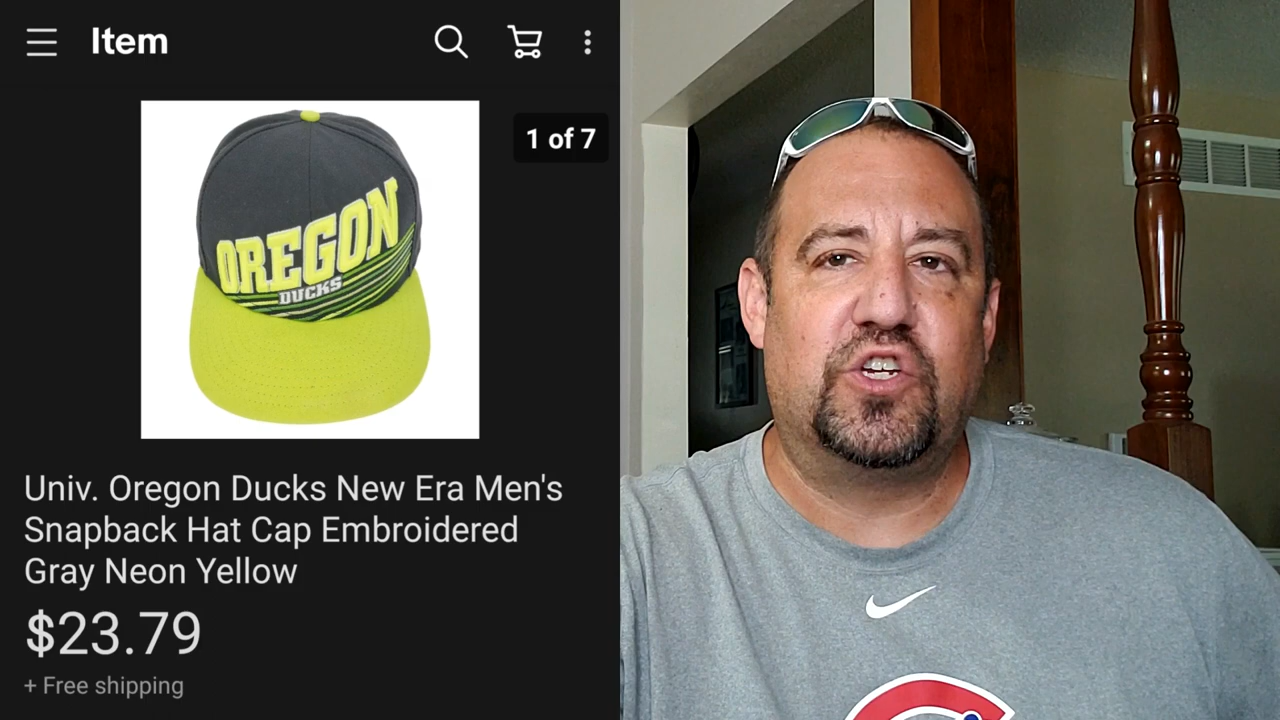 Item
1 of 7
OREGON
DUCKS
Univ. Oregon Ducks New Era Men's
Snapback Hat Cap Embroidered
Gray Neon Yellow
$23.79
+ Free shipping